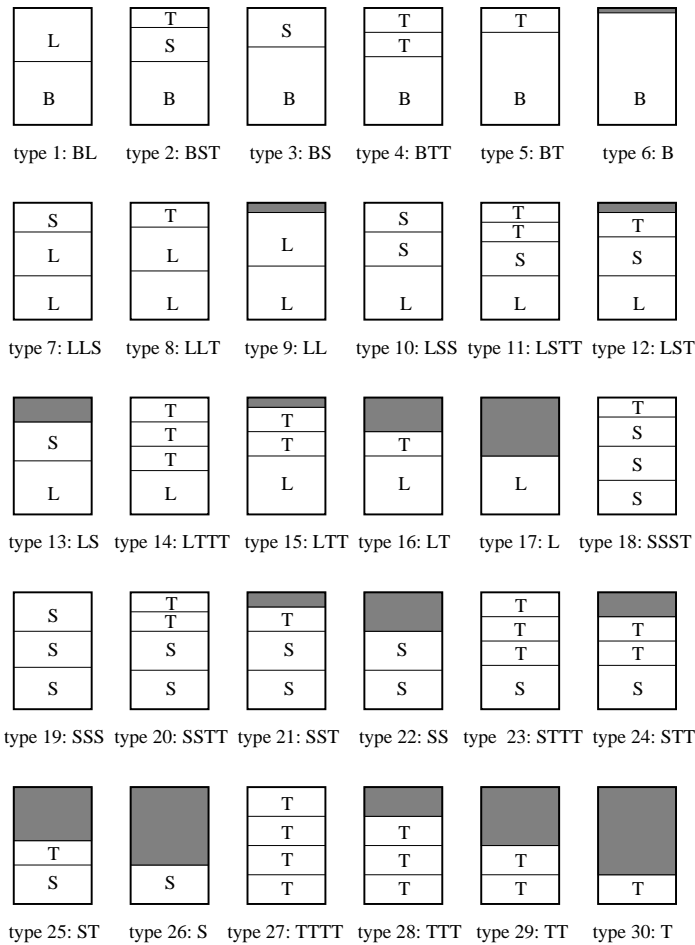 L T S T T
B S B T B B
B B
type 1: BL type 2: BST type 3: BS type 4: BTT type 5: BT type 6: B
S T L S T T
L L L S T S
L L L L S L
L
type 7: LLS type 8: LLT type 9: LL type 10: LSS type 11: LSTT type 12: LST
S T T T L T
L T T L S
T L S
L S
type 13: LS type 14: LTTT type 15: LTT type 16: LT type 17: L type 18: SSST
S T T S T T
S T S S T T
S S S T T
S S S
type 19: SSS type 20: SSTT type 21: SST type 22: SS type 23: STTT type 24: STT
T S T T T T
S T T T
T T
T
type 25: ST type 26: S type 27: TTTT type 28: TTT type 29: TT type 30: T